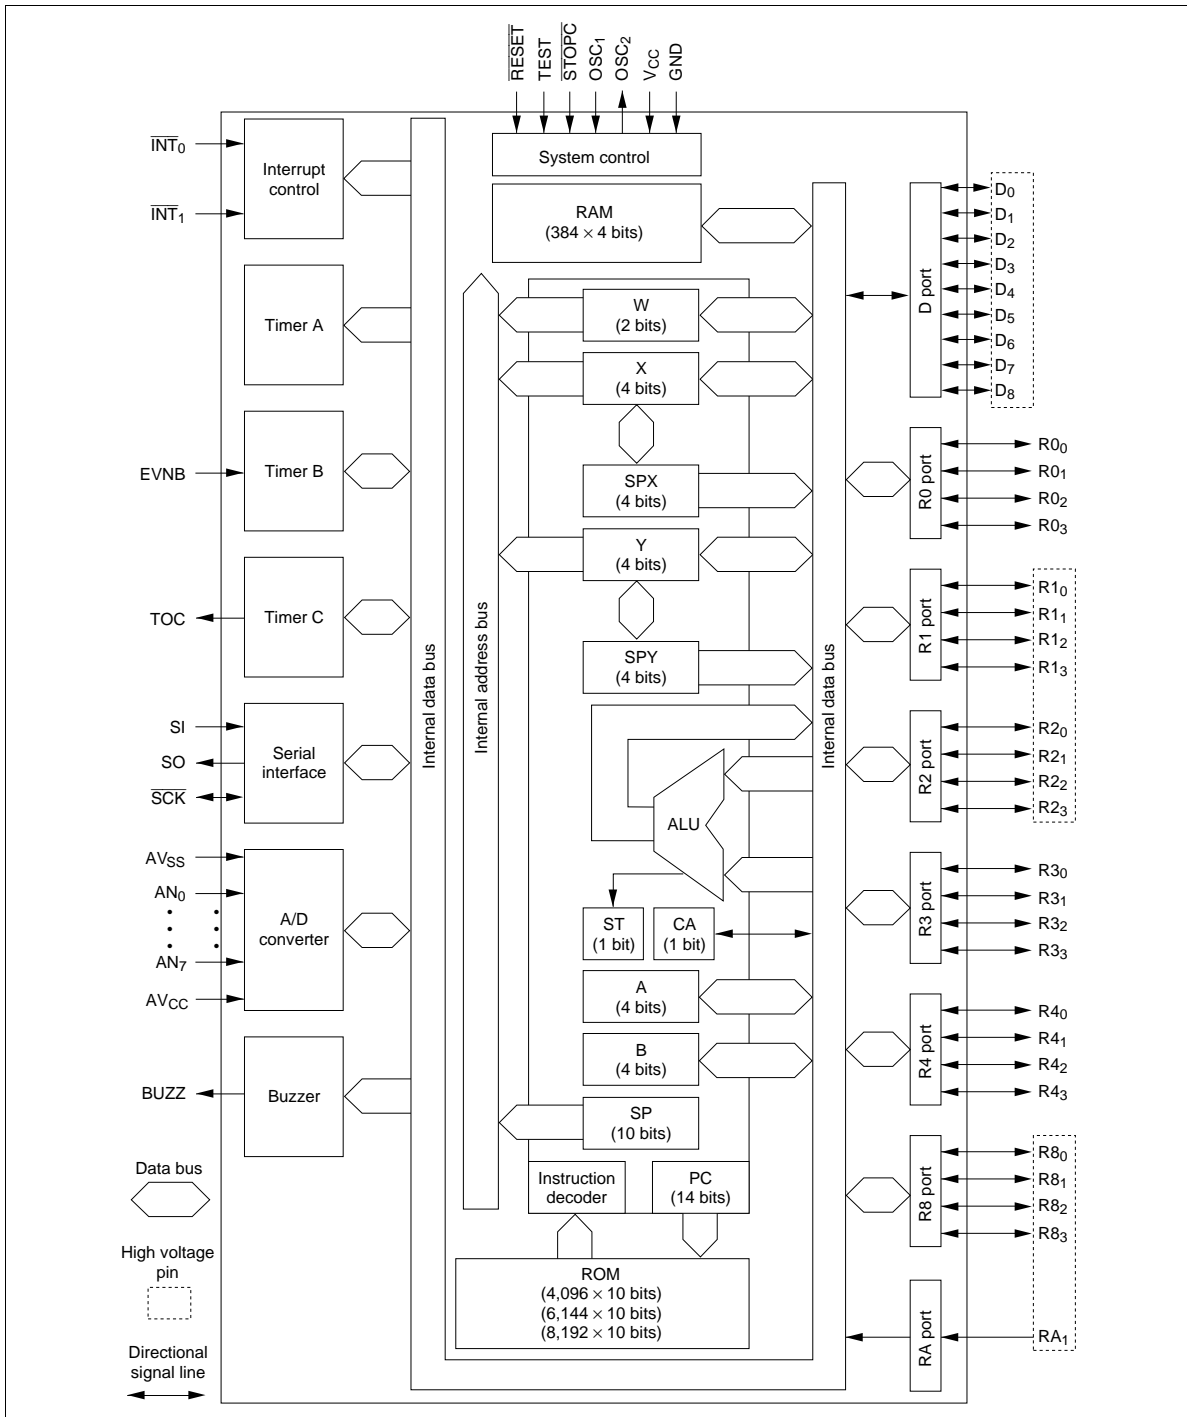 RESET
TEST
STOPC
OSC1
OSC2
VCC
GND
System control
INT0
INT1
Interrupt
control
RAM
(384 × 4 bits)
Timer A
EVNB
Timer B
TOC
Timer C
SI
SO
SCK
Serial
interface
AVSS
AN0
AN7
AVCC
A/D
converter
BUZZ
Buzzer
Internal data bus
Internal address bus
W
(2 bits)
X
(4 bits)
SPX
(4 bits)
Y
(4 bits)
SPY
(4 bits)
ALU
ST
(1 bit)
CA
(1 bit)
A
(4 bits)
B
(4 bits)
SP
(10 bits)
Instruction
decoder
PC
(14 bits)
ROM
(4,096 × 10 bits)
(6,144 × 10 bits)
(8,192 × 10 bits)
Internal data bus
D port
D0
D1
D2
D3
D4
D5
D6
D7
D8
R0 port
R00
R01
R02
R03
R1 port
R10
R11
R12
R13
R2 port
R20
R21
R22
R23
R3 port
R30
R31
R32
R33
R4 port
R40
R41
R42
R43
R8 port
R80
R81
R82
R83
RA port
RA1
Data bus
High voltage
pin
Directional
signal line